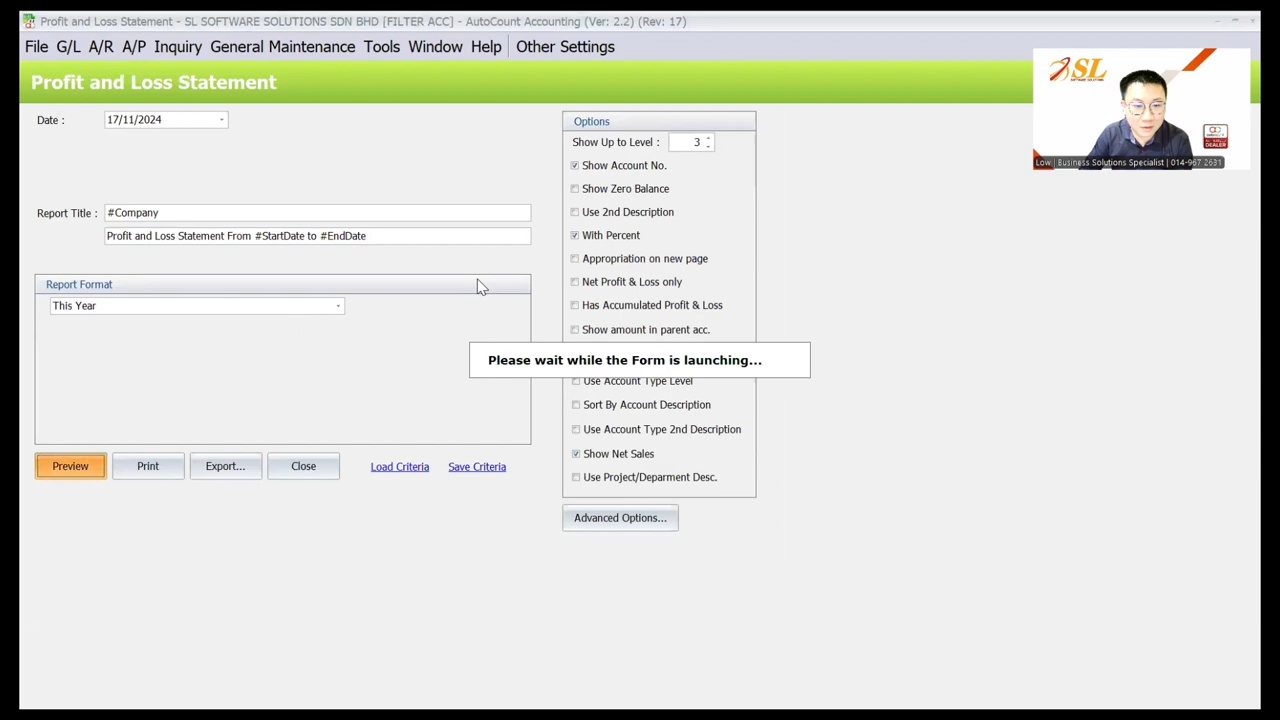 Profit and Loss Statement - SL SOFTWARE SOLUTIONS SDN BHD [FILTER ACC] - AutoCount Accounting (Ver: 2.2) (Rev: 17)
File G/L A/R A/P Inquiry General Maintenance Tools Window Help Other Settings
Profit and Loss Statement
SL
SOFTWARE SOLUTIONS
DEALER
Low | Business Solutions Specialist | 014-967 2631
Date : 17/11/2024
Report Title : #Company
Profit and Loss Statement From #StartDate to #EndDate
Report Format
This Year
Options
Show Up to Level : 3
Show Account No.
Show Zero Balance
Use 2nd Description
With Percent
Appropriation on new page
Net Profit & Loss only
Has Accumulated Profit & Loss
Show amount in parent acc.
Please wait while the Form is launching...
Use Account Type Level
Sort By Account Description
Use Account Type 2nd Description
Show Net Sales
Use Project/Deparment Desc.
Preview Print Export... Close Load Criteria Save Criteria
Advanced Options...